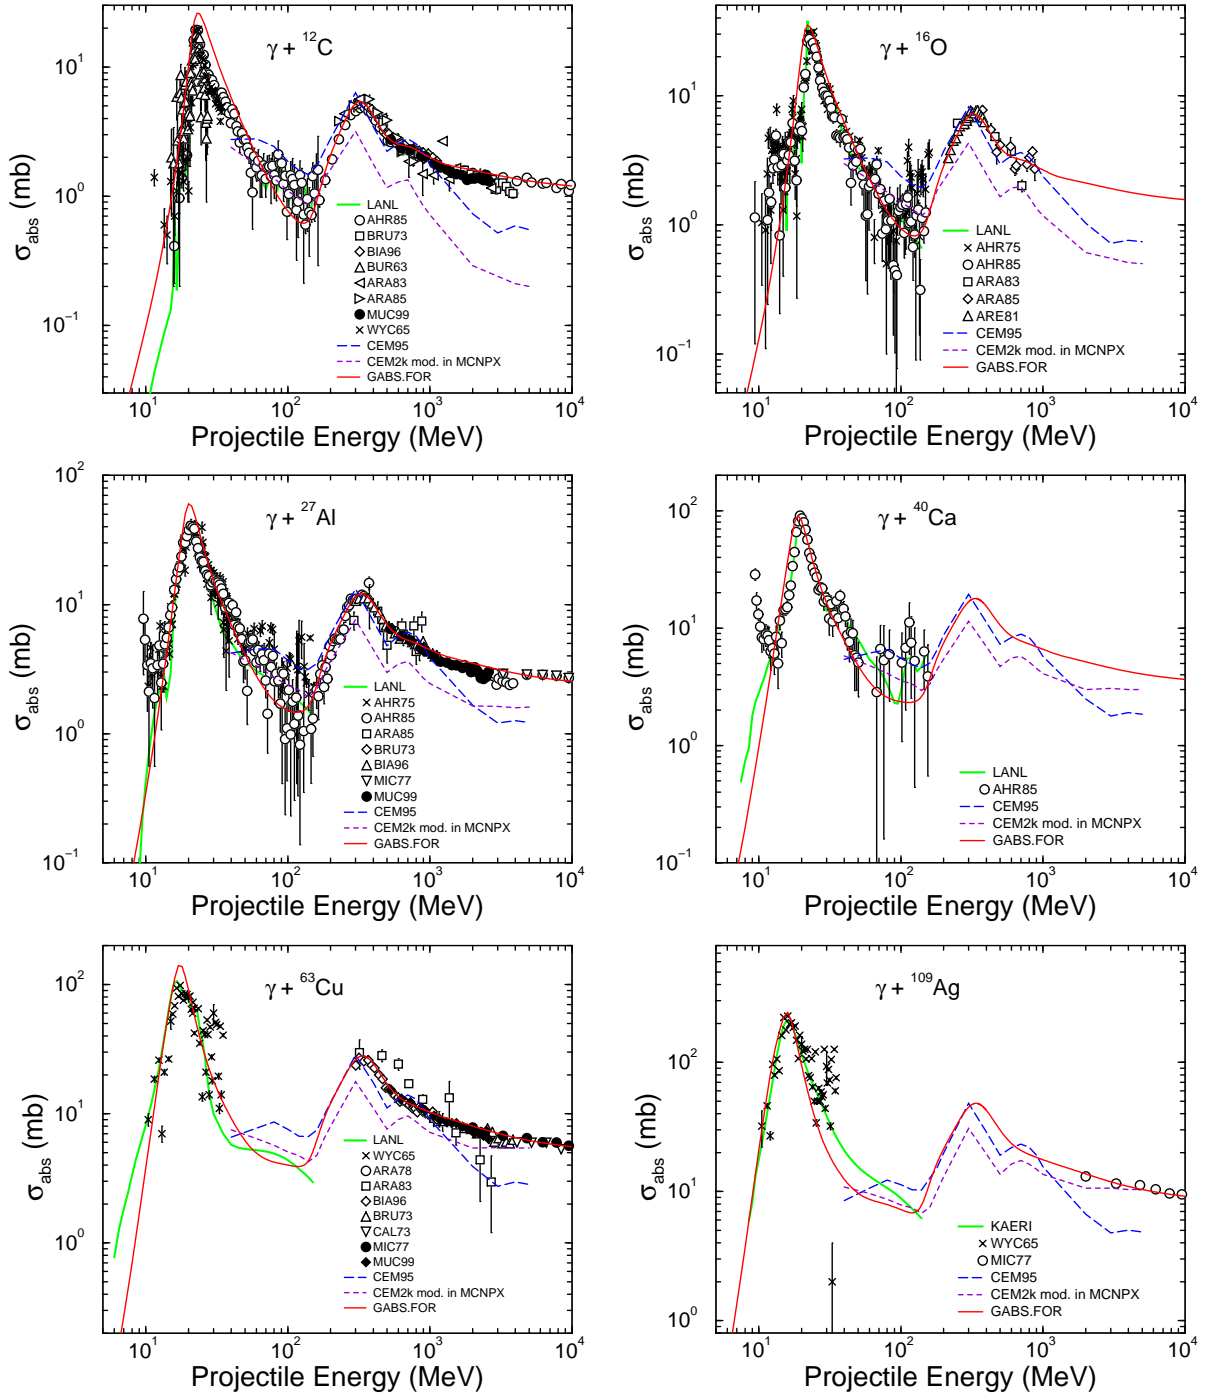 γ + ¹²C
σabs (mb)
10¹
10⁰
10⁻¹
LANL
AHR85
BRU73
BIA96
BUR63
ARA83
ARA85
MUC99
WYC65
CEM95
CEM2k mod. in MCNPX
GABS.FOR
10¹ 10² 10³ 10⁴
Projectile Energy (MeV)
γ + ¹⁶O
σabs (mb)
10¹
10⁰
10⁻¹
LANL
AHR75
AHR85
ARA83
ARA85
ARE81
CEM95
CEM2k mod. in MCNPX
GABS.FOR
10¹ 10² 10³ 10⁴
Projectile Energy (MeV)
γ + ²⁷Al
σabs (mb)
10²
10¹
10⁰
10⁻¹
LANL
AHR75
AHR85
ARA85
BRU73
BIA96
MIC77
MUC99
CEM95
CEM2k mod. in MCNPX
GABS.FOR
10¹ 10² 10³ 10⁴
Projectile Energy (MeV)
γ + ⁴⁰Ca
σabs (mb)
10²
10¹
10⁰
10⁻¹
LANL
AHR85
CEM95
CEM2k mod. in MCNPX
GABS.FOR
10¹ 10² 10³ 10⁴
Projectile Energy (MeV)
γ + ⁶³Cu
σabs (mb)
10²
10¹
10⁰
LANL
WYC65
ARA78
ARA83
BIA96
BRU73
CAL73
MIC77
MUC99
CEM95
CEM2k mod. in MCNPX
GABS.FOR
10¹ 10² 10³ 10⁴
Projectile Energy (MeV)
γ + ¹⁰⁹Ag
σabs (mb)
10²
10¹
10⁰
KAERI
WYC65
MIC77
CEM95
CEM2k mod. in MCNPX
GABS.FOR
10¹ 10² 10³ 10⁴
Projectile Energy (MeV)